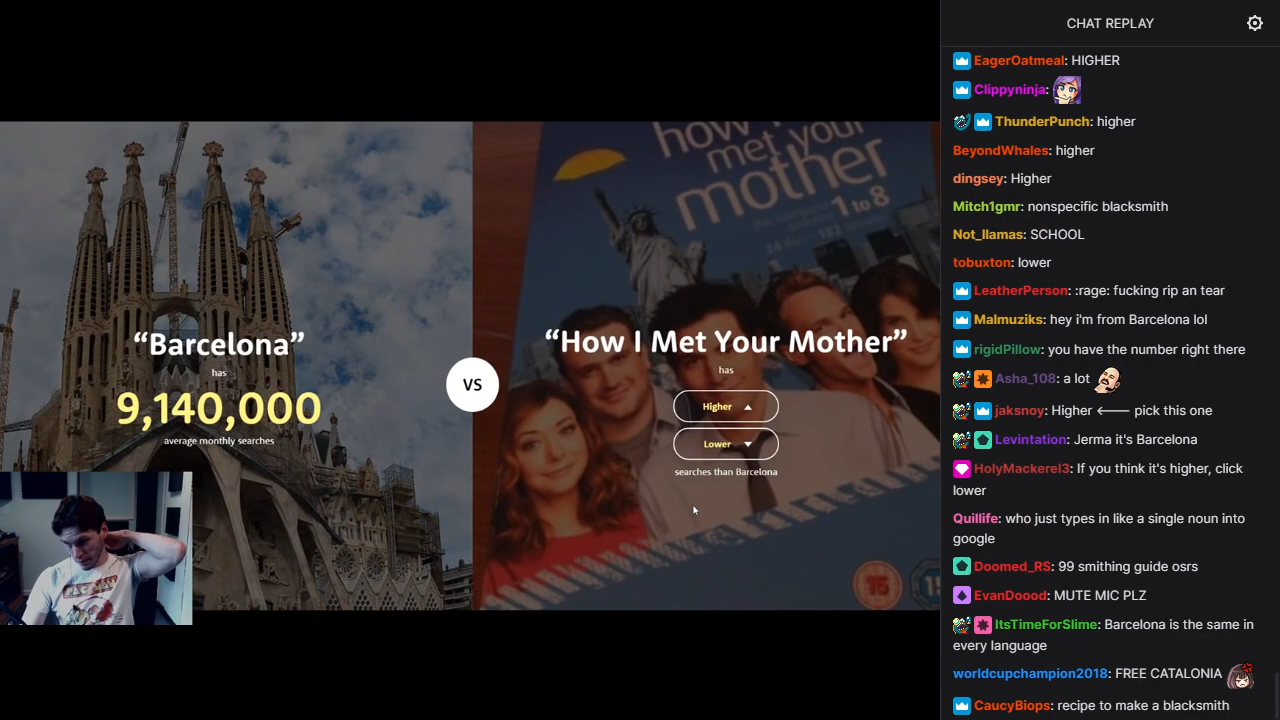 CHAT REPLAY
EagerOatmeal: HIGHER
Clippyninja:
ThunderPunch: higher
BeyondWhales: higher
dingsey: Higher
Mitch1gmr: nonspecific blacksmith
Not_llamas: SCHOOL
tobuxton: lower
LeatherPerson: :rage: fucking rip an tear
Malmuziks: hey i'm from Barcelona lol
rigidPillow: you have the number right there
Asha_108: a lot
jaksnoy: Higher <---- pick this one
Levintation: Jerma it's Barcelona
HolyMackerel3: If you think it's higher, click
lower
Quillife: who just types in like a single noun into
google
Doomed_RS: 99 smithing guide osrs
EvanDoood: MUTE MIC PLZ
ItsTimeForSlime: Barcelona is the same in
every language
worldcupchampion2018: FREE CATALONIA
CaucyBiops: recipe to make a blacksmith
“Barcelona”
has
9,140,000
average monthly searches
VS
how i
met your
mother
1 to 8
“How I Met Your Mother”
has
Higher
Lower
searches than Barcelona
15